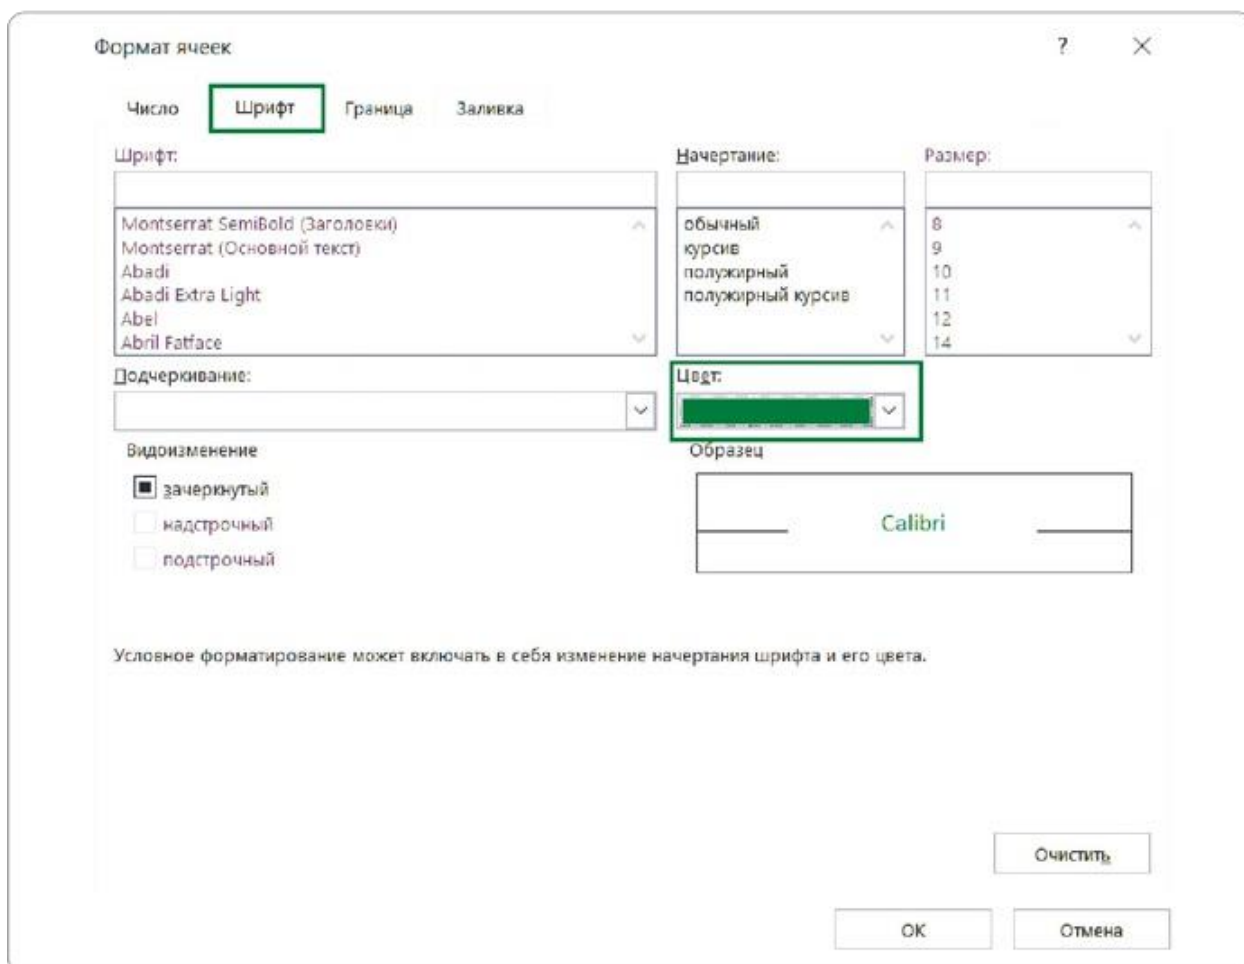 Формат ячеек ?
Число Шрифт Граница Заливка
Шрифт: Начертание: Размер:
Montserrat SemiBold (Заголовки) обычный 8
Montserrat (Основной текст) курсив 9
Abadi полужирный 10
Abadi Extra Light полужирный курсив 11
Abel 12
Abril Fatface 14
Подчеркивание: Цвет:
Видоизменение Образец
зачеркнутый
надстрочный Calibri
подстрочный
Условное форматирование может включать в себя изменение начертания шрифта и его цвета.
Очистить
ОК Отмена